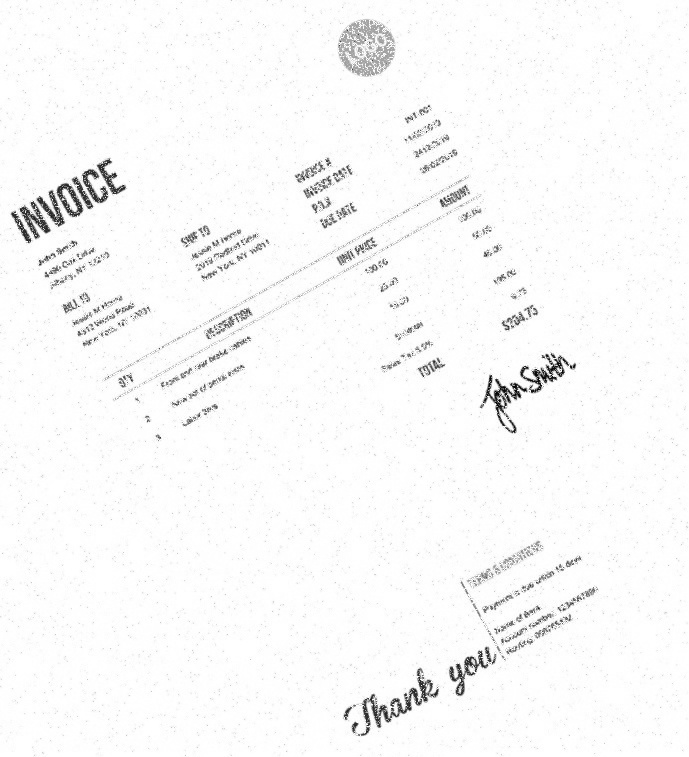 LOGO
INVOICE
John Smith
4490 Oak Drive
Albany, NY 12210
BILL TO
Jessie M Horne
4312 Wood Road
New York, NY 10031
SHIP TO
Jessie M Horne
2019 Redbud Drive
New York, NY 10011
INVOICE #
INT-001
INVOICE DATE
11/02/2019
P.O.#
DUE DATE
26/02/2019
QTY DESCRIPTION UNIT PRICE AMOUNT
1 Front and rear brake cables 100.00 100.00
2 New set of pedal arms 25.00 50.00
3 Labor 3hrs 15.00 45.00
Subtotal 195.00
Sales Tax 5.0% 9.75
TOTAL $204.75
John Smith
TERMS & CONDITIONS
Payment is due within 15 days
Name of Bank
Account number: 1234567890
Routing: 098765432
Thank you